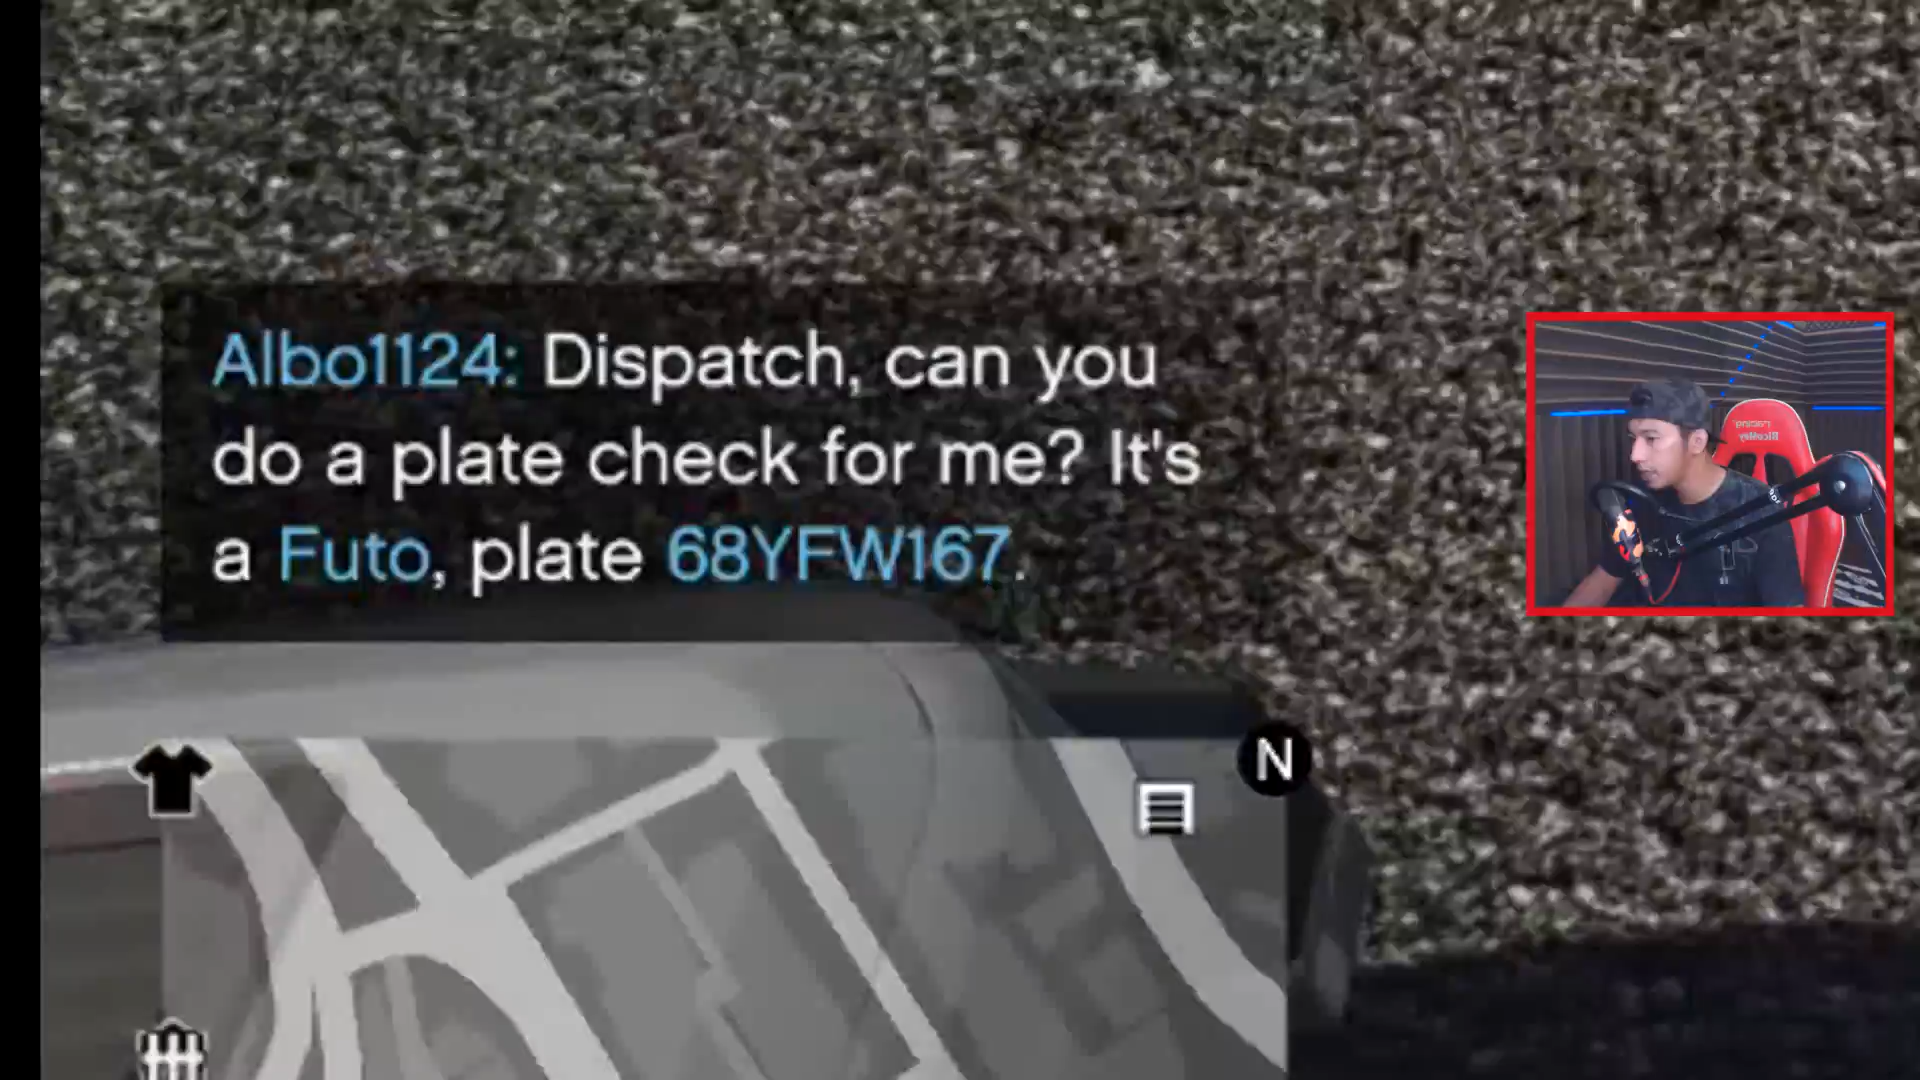 Albo1124: Dispatch, can you
do a plate check for me? It's
a Futo, plate 68YFW167.
N